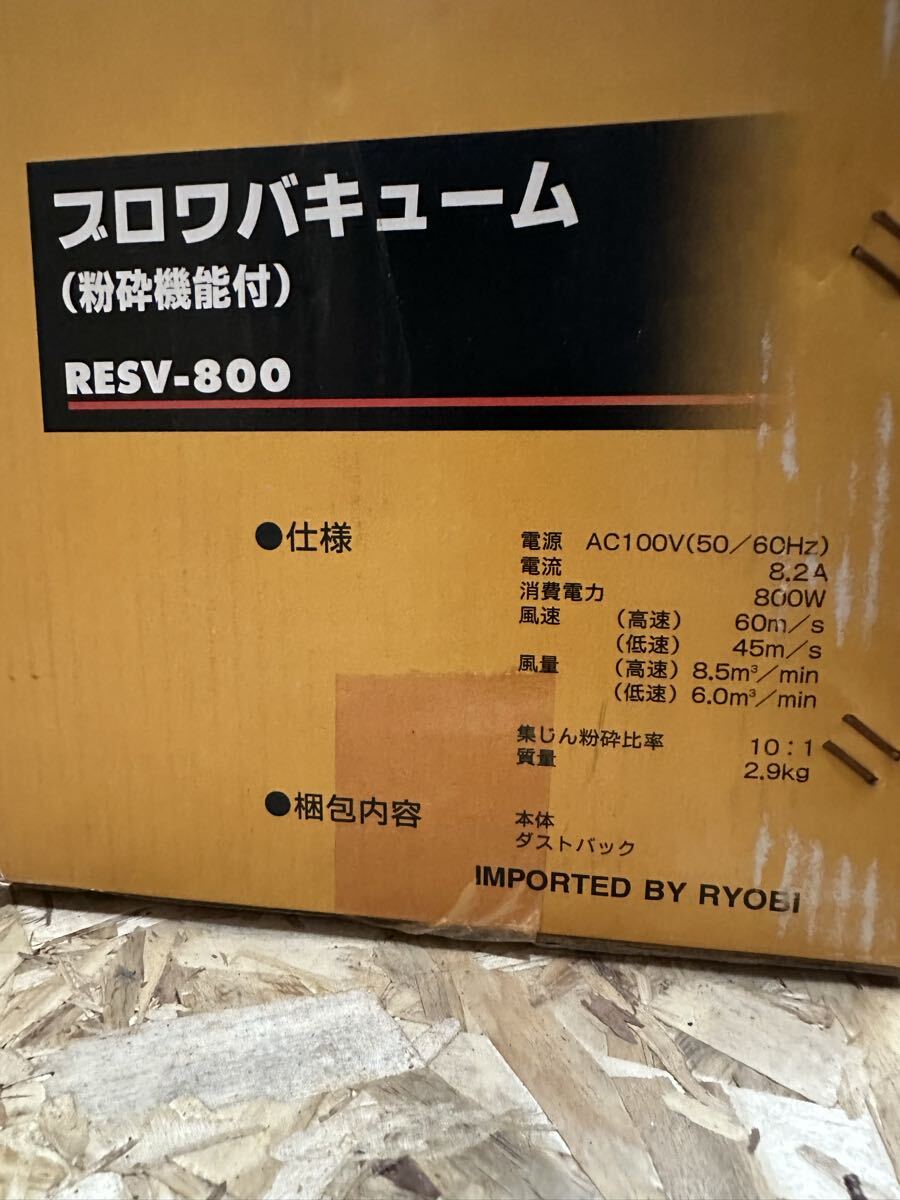 ブロワバキューム
（粉砕機能付）
RESV-800
●仕様
電源 AC100V(50／60Hz)
電流 8.2A
消費電力 800W
風速 （高速） 60m／s
（低速） 45m／s
風量 （高速） 8.5m³／min
（低速） 6.0m³／min
集じん粉砕比率 10：1
質量 2.9kg
●梱包内容
本体
ダストバック
IMPORTED BY RYOBI